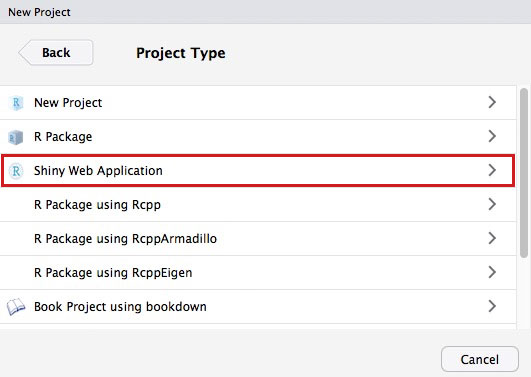 New Project
Back Project Type
New Project
R Package
Shiny Web Application
R Package using Rcpp
R Package using RcppArmadillo
R Package using RcppEigen
Book Project using bookdown
Cancel